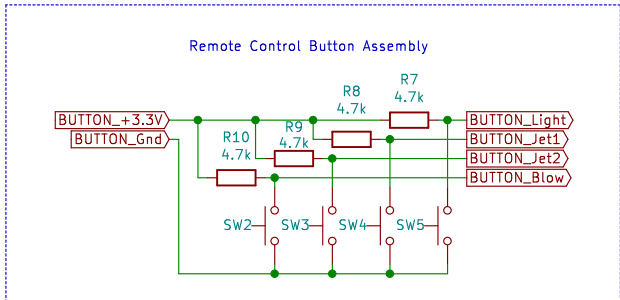 Remote Control Button Assembly
R7
4.7k
R8
4.7k
R9
4.7k
R10
4.7k
BUTTON_+3.3V
BUTTON_Gnd
BUTTON_Light
BUTTON_Jet1
BUTTON_Jet2
BUTTON_Blow
SW2
SW3
SW4
SW5